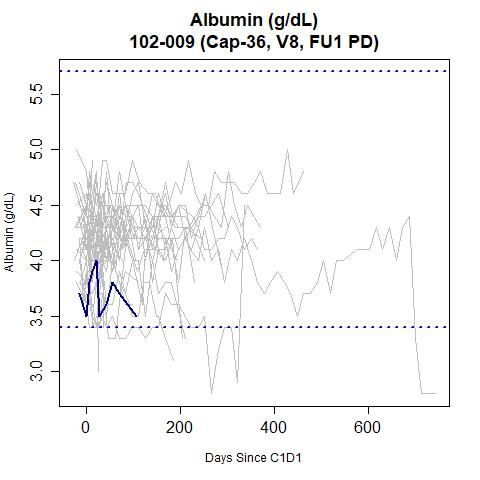 Albumin (g/dL)
102-009 (Cap-36, V8, FU1 PD)
Albumin (g/dL)
5.5
5.0
4.5
4.0
3.5
3.0
0 200 400 600
Days Since C1D1